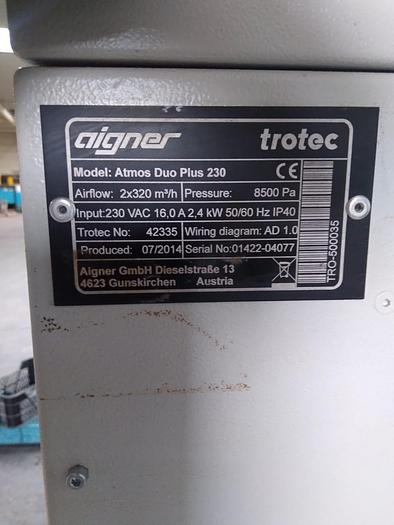 aigner trotec
Model: Atmos Duo Plus 230 CE
Airflow: 2x320 m³/h Pressure: 8500 Pa
Input:230 VAC 16,0 A 2,4 kW 50/60 Hz IP40
Trotec No: 42335 Wiring diagram: AD 1.0
Produced: 07/2014 Serial No:01422-04077
Aigner GmbH Dieselstraße 13
4623 Gunskirchen Austria
TRO-500035